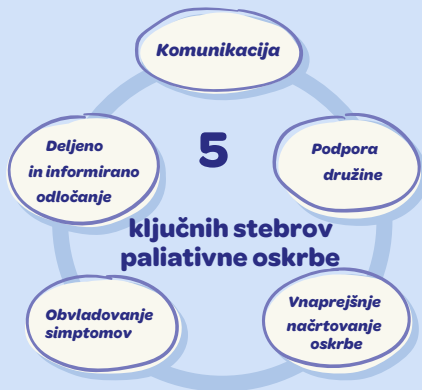 Komunikacija
Deljeno
in informirano
odločanje
5
Podpora
družine
ključnih stebrov
paliativne oskrbe
Obvladovanje
simptomov
Vnaprejšnje
načrtovanje
oskrbe